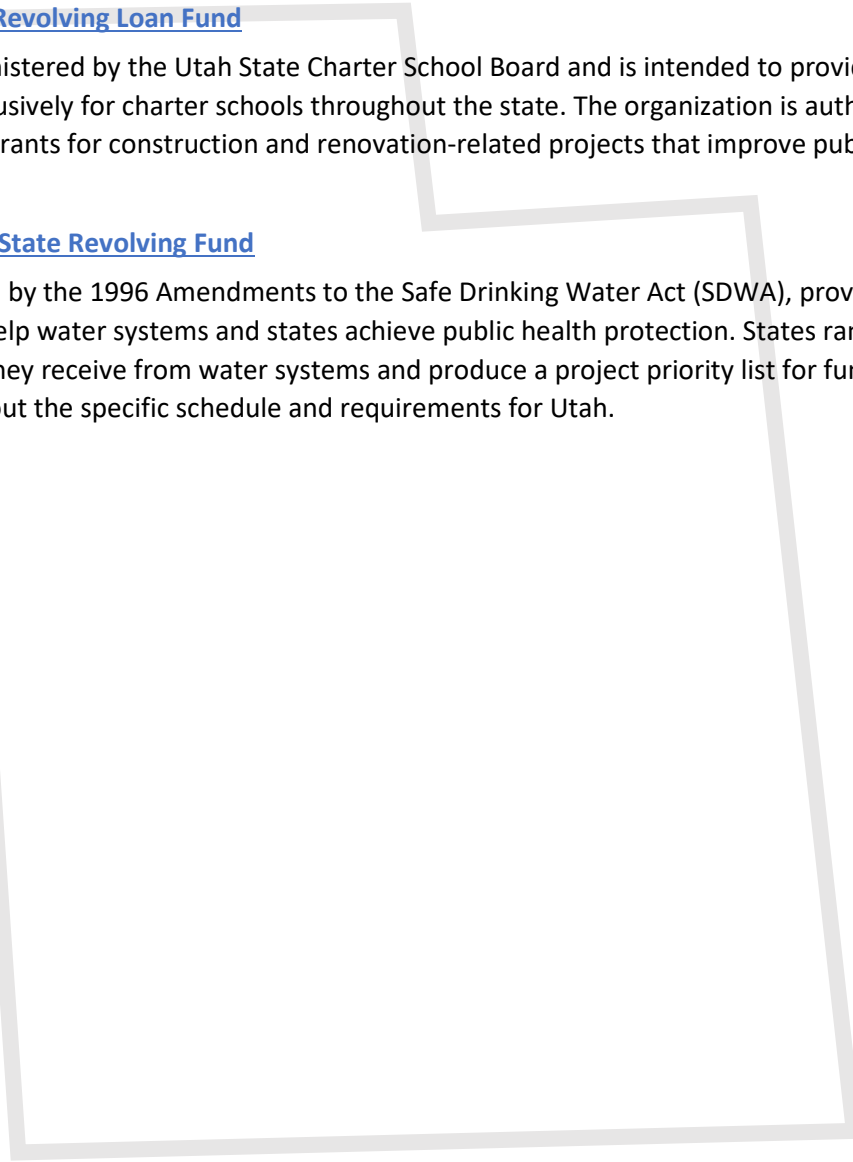 Revolving Loan Fund
istered by the Utah State Charter School Board and is intended to provi
usively for charter schools throughout the state. The organization is auth
rants for construction and renovation-related projects that improve pub
State Revolving Fund
by the 1996 Amendments to the Safe Drinking Water Act (SDWA), prov
elp water systems and states achieve public health protection. States ran
hey receive from water systems and produce a project priority list for fun
out the specific schedule and requirements for Utah.